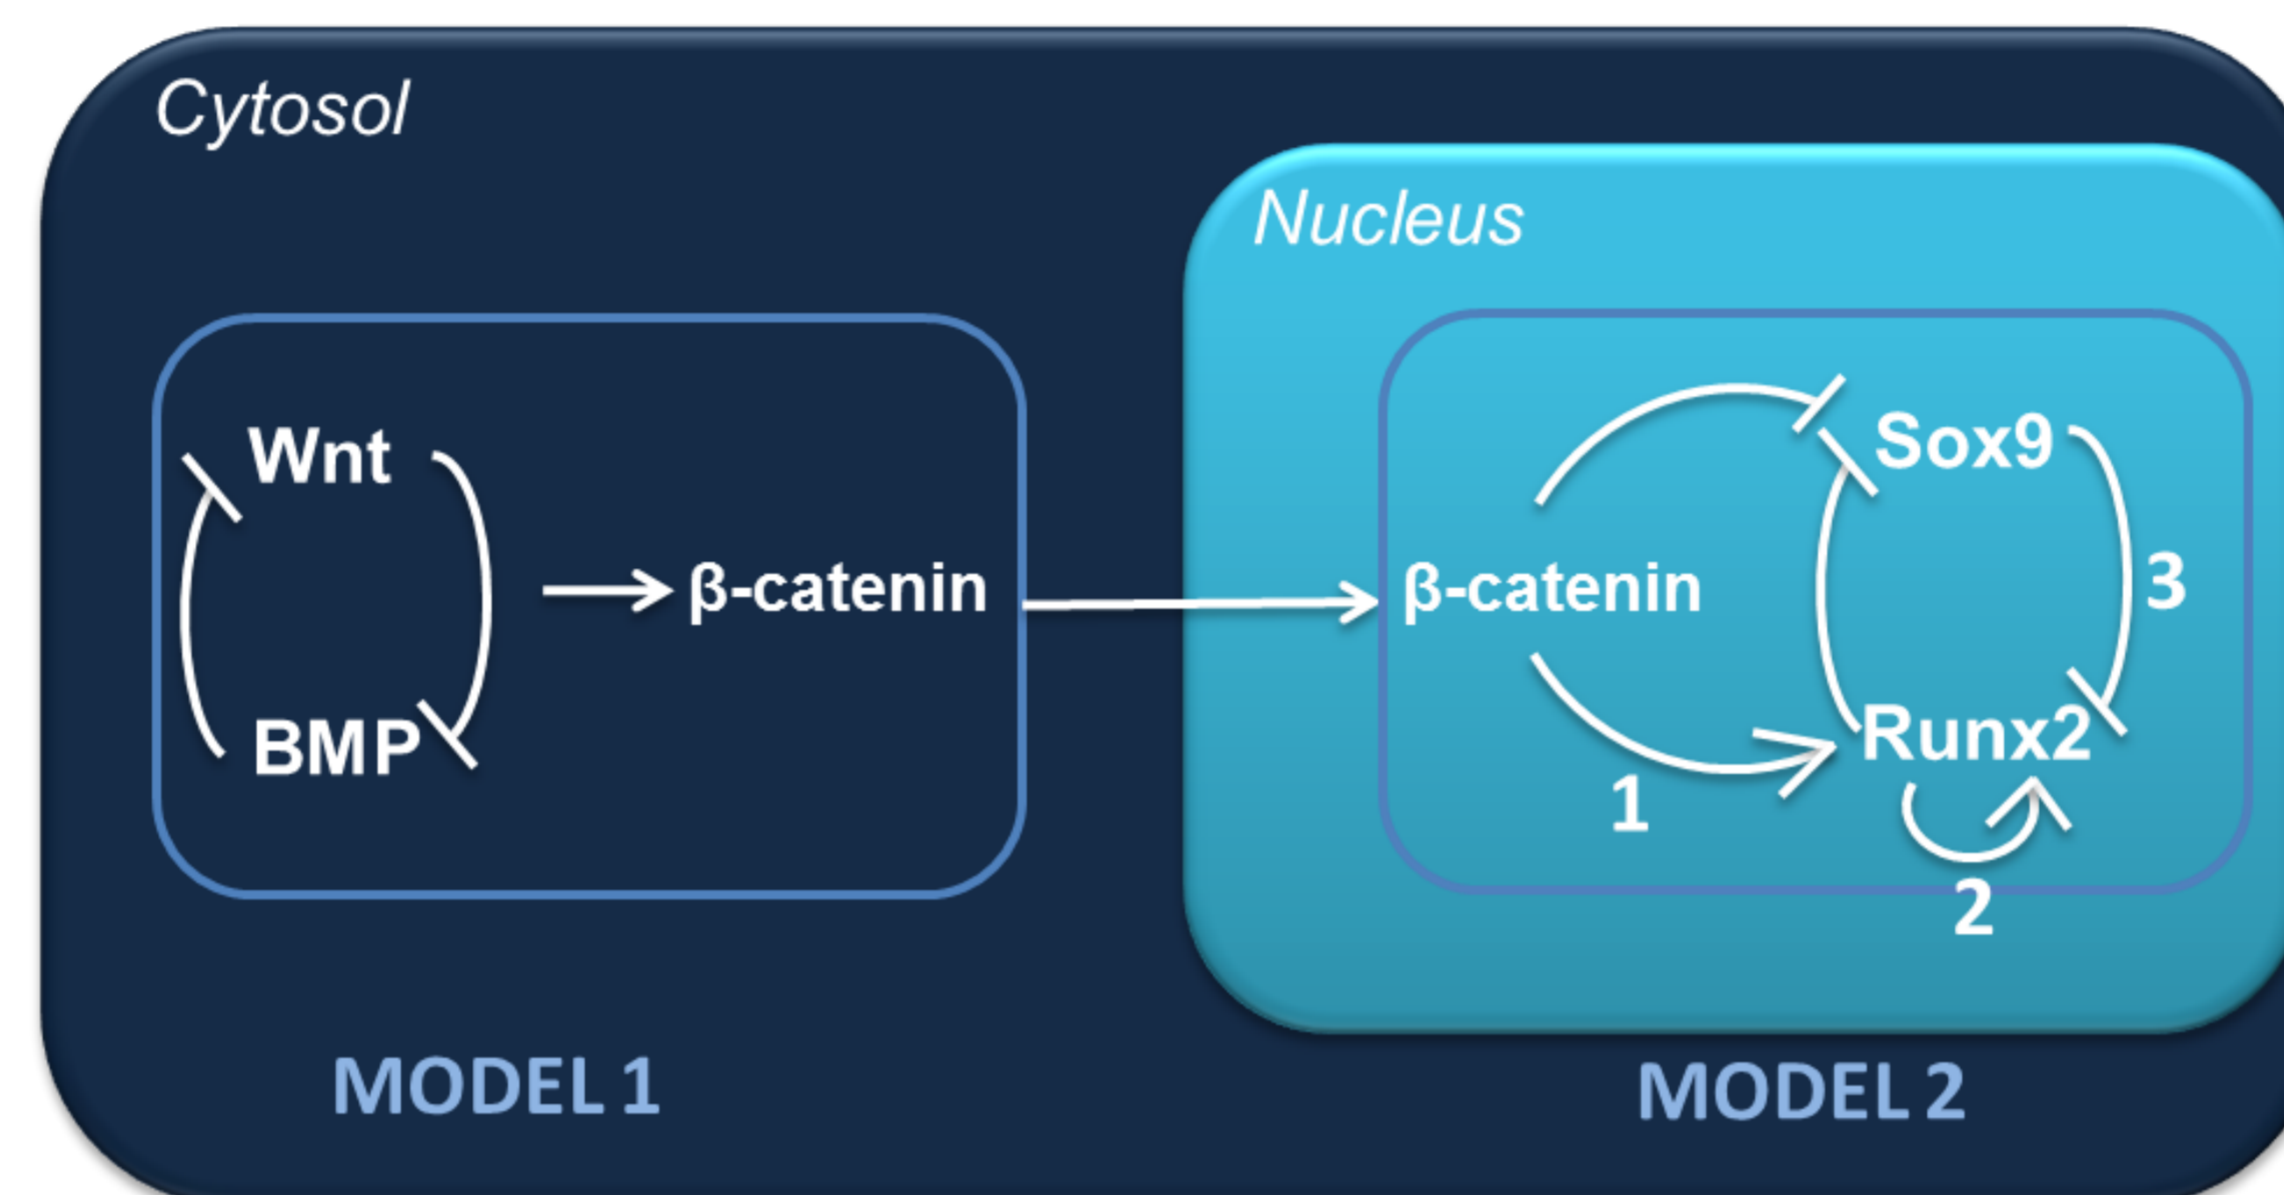 Cytosol
Nucleus
Wnt
BMP
β-catenin
β-catenin
Sox9
Runx2
1
2
3
MODEL 1
MODEL 2